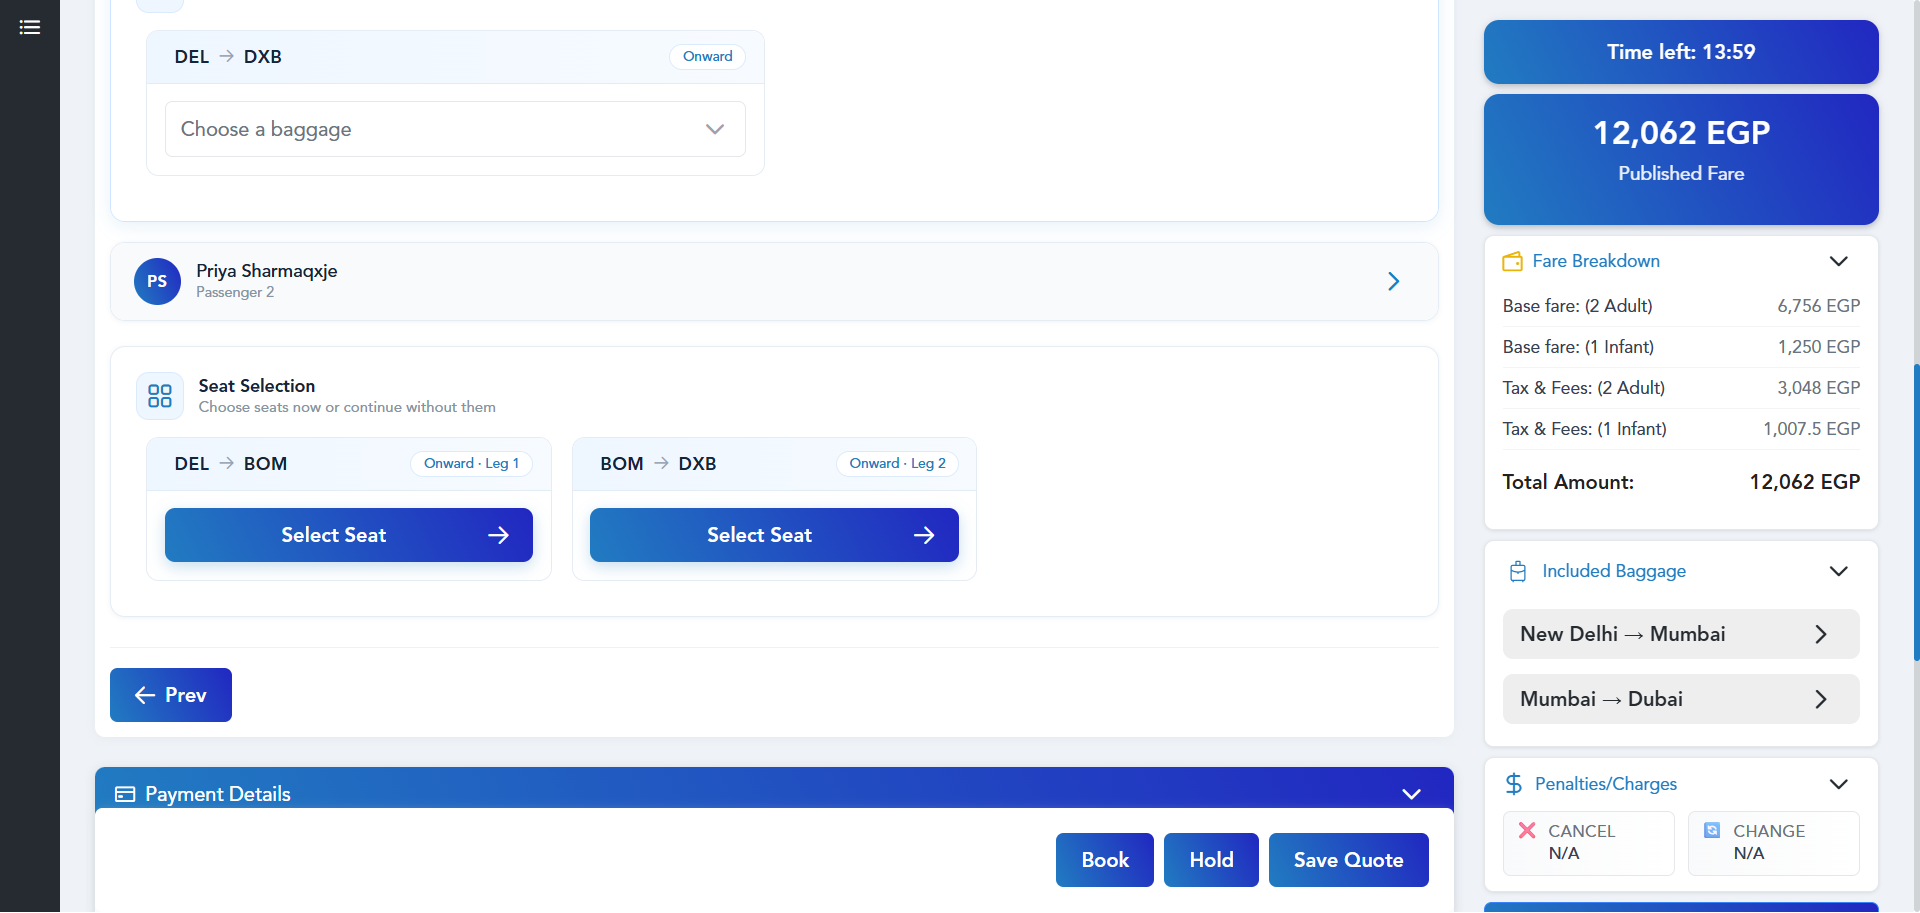 DEL → DXB
Onward
Choose a baggage
PS
Priya Sharmaqxje
Passenger 2
Seat Selection
Choose seats now or continue without them
DEL → BOM
Onward · Leg 1
Select Seat
BOM → DXB
Onward · Leg 2
Select Seat
Prev
Payment Details
Book
Hold
Save Quote
Time left: 13:59
12,062 EGP
Published Fare
Fare Breakdown
Base fare: (2 Adult) 6,756 EGP
Base fare: (1 Infant) 1,250 EGP
Tax & Fees: (2 Adult) 3,048 EGP
Tax & Fees: (1 Infant) 1,007.5 EGP
Total Amount: 12,062 EGP
Included Baggage
New Delhi → Mumbai
Mumbai → Dubai
Penalties/Charges
CANCEL
N/A
CHANGE
N/A